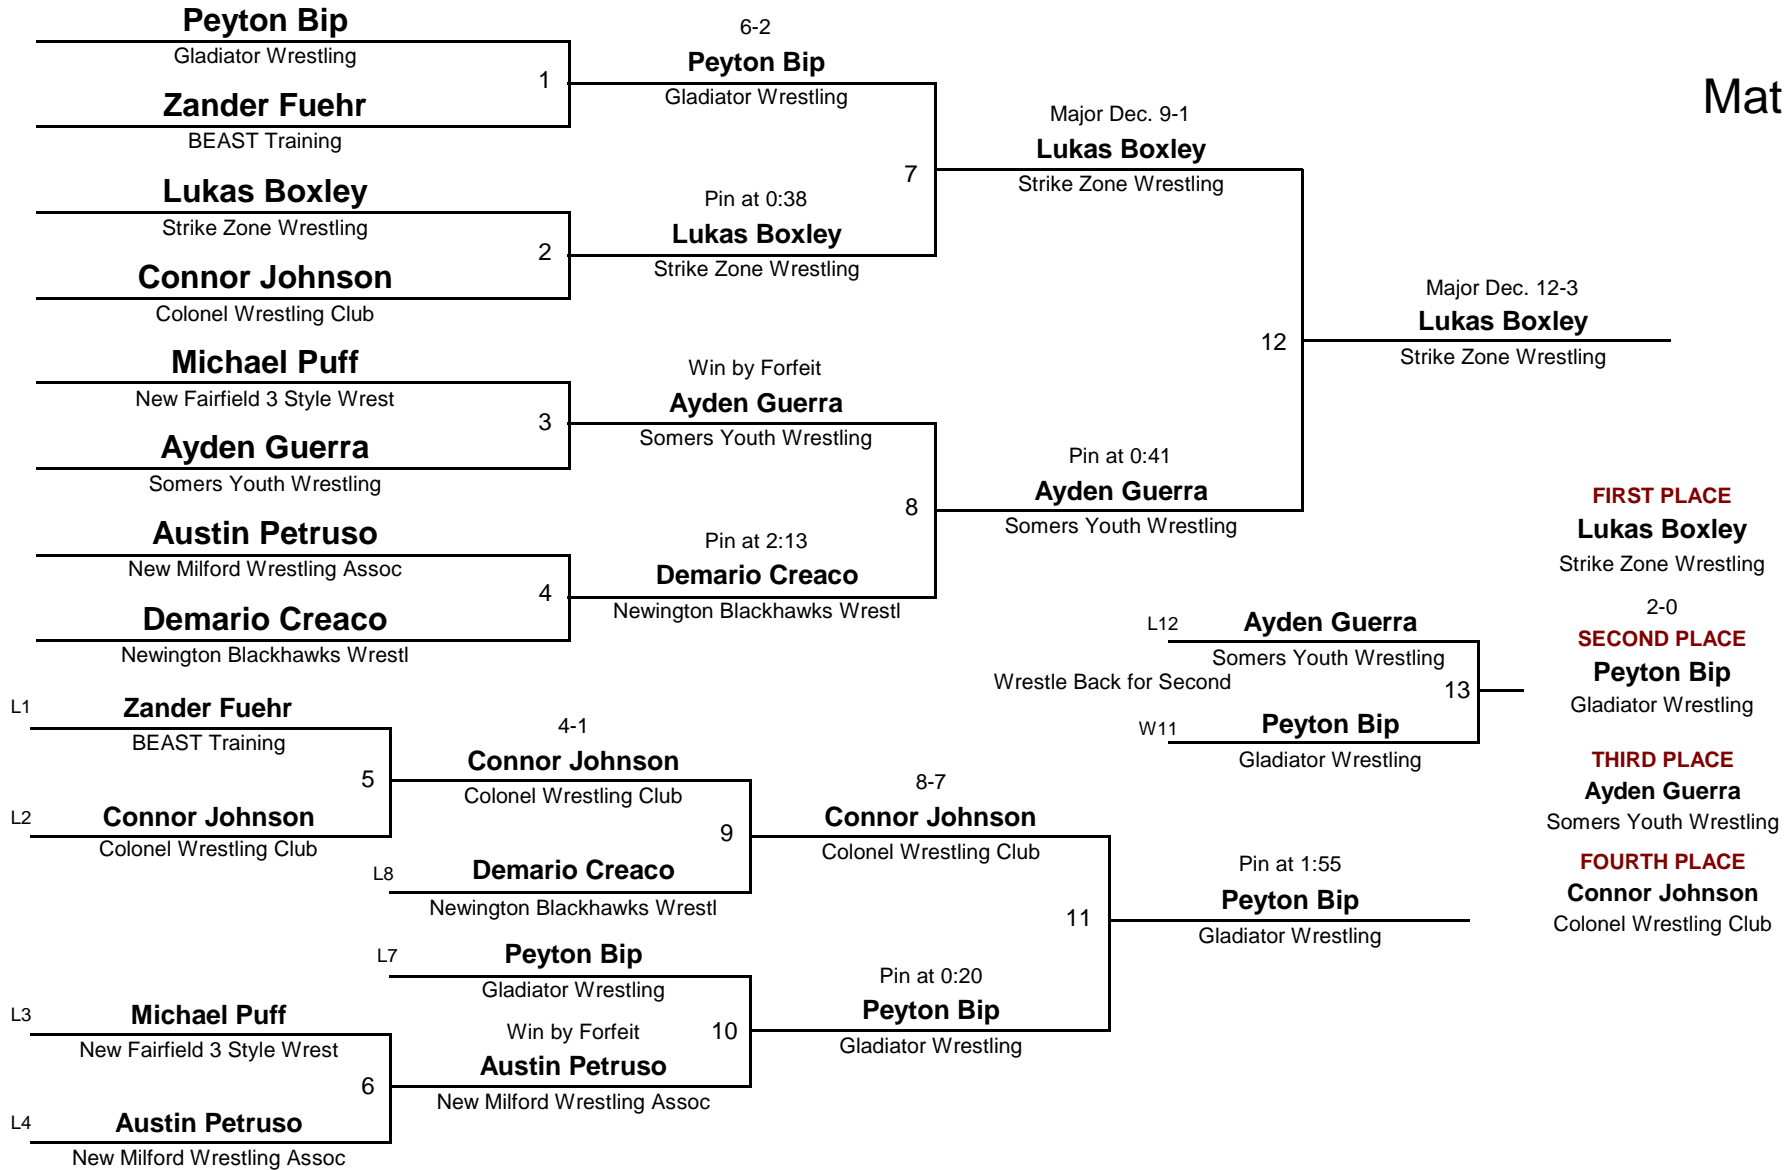 Peyton Bip
Gladiator Wrestling
1
Zander Fuehr
BEAST Training
Lukas Boxley
Strike Zone Wrestling
2
Connor Johnson
Colonel Wrestling Club
Michael Puff
New Fairfield 3 Style Wrest
3
Ayden Guerra
Somers Youth Wrestling
Austin Petruso
New Milford Wrestling Assoc
4
Demario Creaco
Newington Blackhawks Wrestl
6-2
Peyton Bip
Gladiator Wrestling
7
Pin at 0:38
Lukas Boxley
Strike Zone Wrestling
Win by Forfeit
Ayden Guerra
Somers Youth Wrestling
8
Pin at 2:13
Demario Creaco
Newington Blackhawks Wrestl
Major Dec. 9-1
Lukas Boxley
Strike Zone Wrestling
12
Pin at 0:41
Ayden Guerra
Somers Youth Wrestling
Major Dec. 12-3
Lukas Boxley
Strike Zone Wrestling
Mat
L1
Zander Fuehr
BEAST Training
5
L2
Connor Johnson
Colonel Wrestling Club
L3
Michael Puff
New Fairfield 3 Style Wrest
6
L4
Austin Petruso
New Milford Wrestling Assoc
4-1
Connor Johnson
Colonel Wrestling Club
9
L8
Demario Creaco
Newington Blackhawks Wrestl
L7
Peyton Bip
Gladiator Wrestling
Win by Forfeit
10
Austin Petruso
New Milford Wrestling Assoc
8-7
Connor Johnson
Colonel Wrestling Club
11
Pin at 0:20
Peyton Bip
Gladiator Wrestling
Pin at 1:55
Peyton Bip
Gladiator Wrestling
L12
Ayden Guerra
Somers Youth Wrestling
Wrestle Back for Second
13
W11
Peyton Bip
Gladiator Wrestling
FIRST PLACE
Lukas Boxley
Strike Zone Wrestling
2-0
SECOND PLACE
Peyton Bip
Gladiator Wrestling
THIRD PLACE
Ayden Guerra
Somers Youth Wrestling
FOURTH PLACE
Connor Johnson
Colonel Wrestling Club